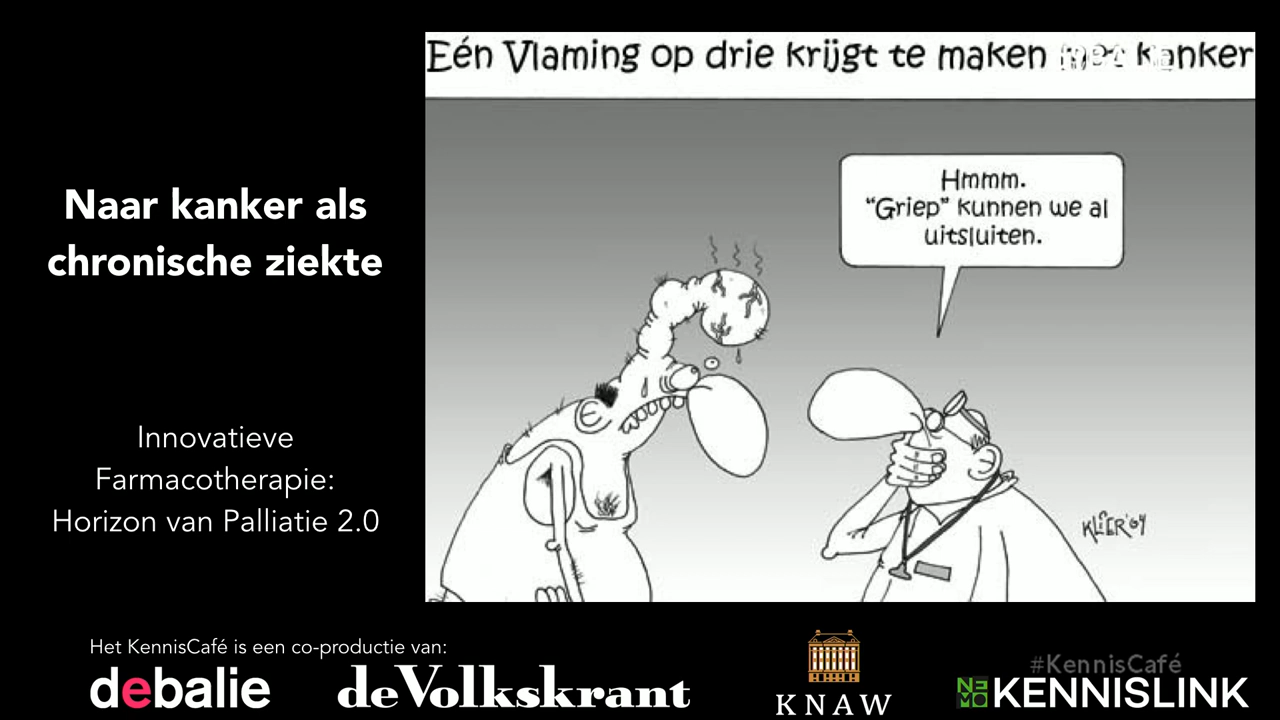 Naar kanker als
chronische ziekte
Innovatieve
Farmacotherapie:
Horizon van Palliatie 2.0
Eén Vlaming op drie krijgt te maken met kanker
Hmmm.
"Griep" kunnen we al
uitsluiten.
KLIER'04
Het KennisCafé is een co-productie van:
debalie
deVolkskrant
KNAW
#KennisCafé
NEMO KENNISLINK